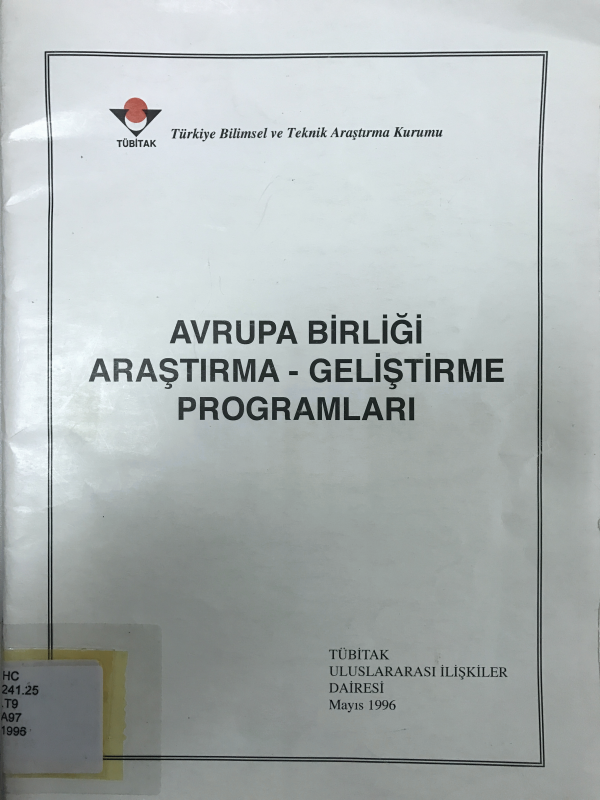 TÜBİTAK
Türkiye Bilimsel ve Teknik Araştırma Kurumu
AVRUPA BİRLİĞİ
ARAŞTIRMA - GELİŞTİRME
PROGRAMLARI
TÜBİTAK
ULUSLARARASI İLİŞKİLER
DAİRESİ
Mayıs 1996
HC
241.25
.T9
A97
1996